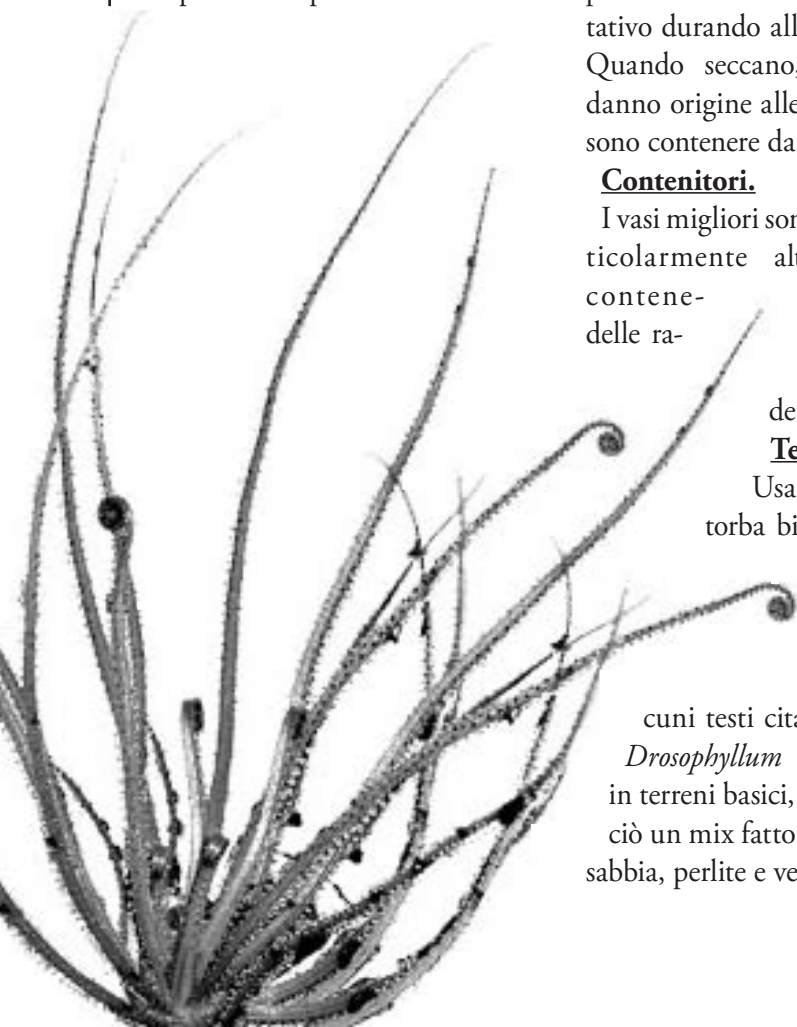 tativo durando all
Quando seccano,
danno origine alle
sono contenere da
Contenitori.
I vasi migliori son
ticolarmente alt
contene-
delle ra-
de
Te
Usa
torba bi
cuni testi cita
Drosophyllum
in terreni basici,
ciò un mix fatto
sabbia, perlite e ve